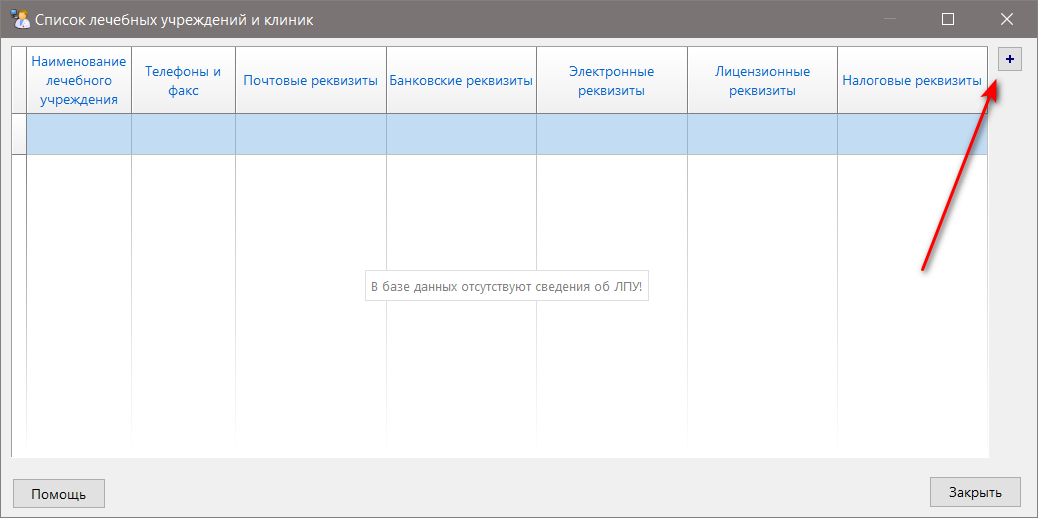 Список лечебных учреждений и клиник
Наименование
лечебного
учреждения
Телефоны и
факс
Почтовые реквизиты
Банковские реквизиты
Электронные
реквизиты
Лицензионные
реквизиты
Налоговые реквизиты
+
В базе данных отсутствуют сведения об ЛПУ!
Помощь
Закрыть